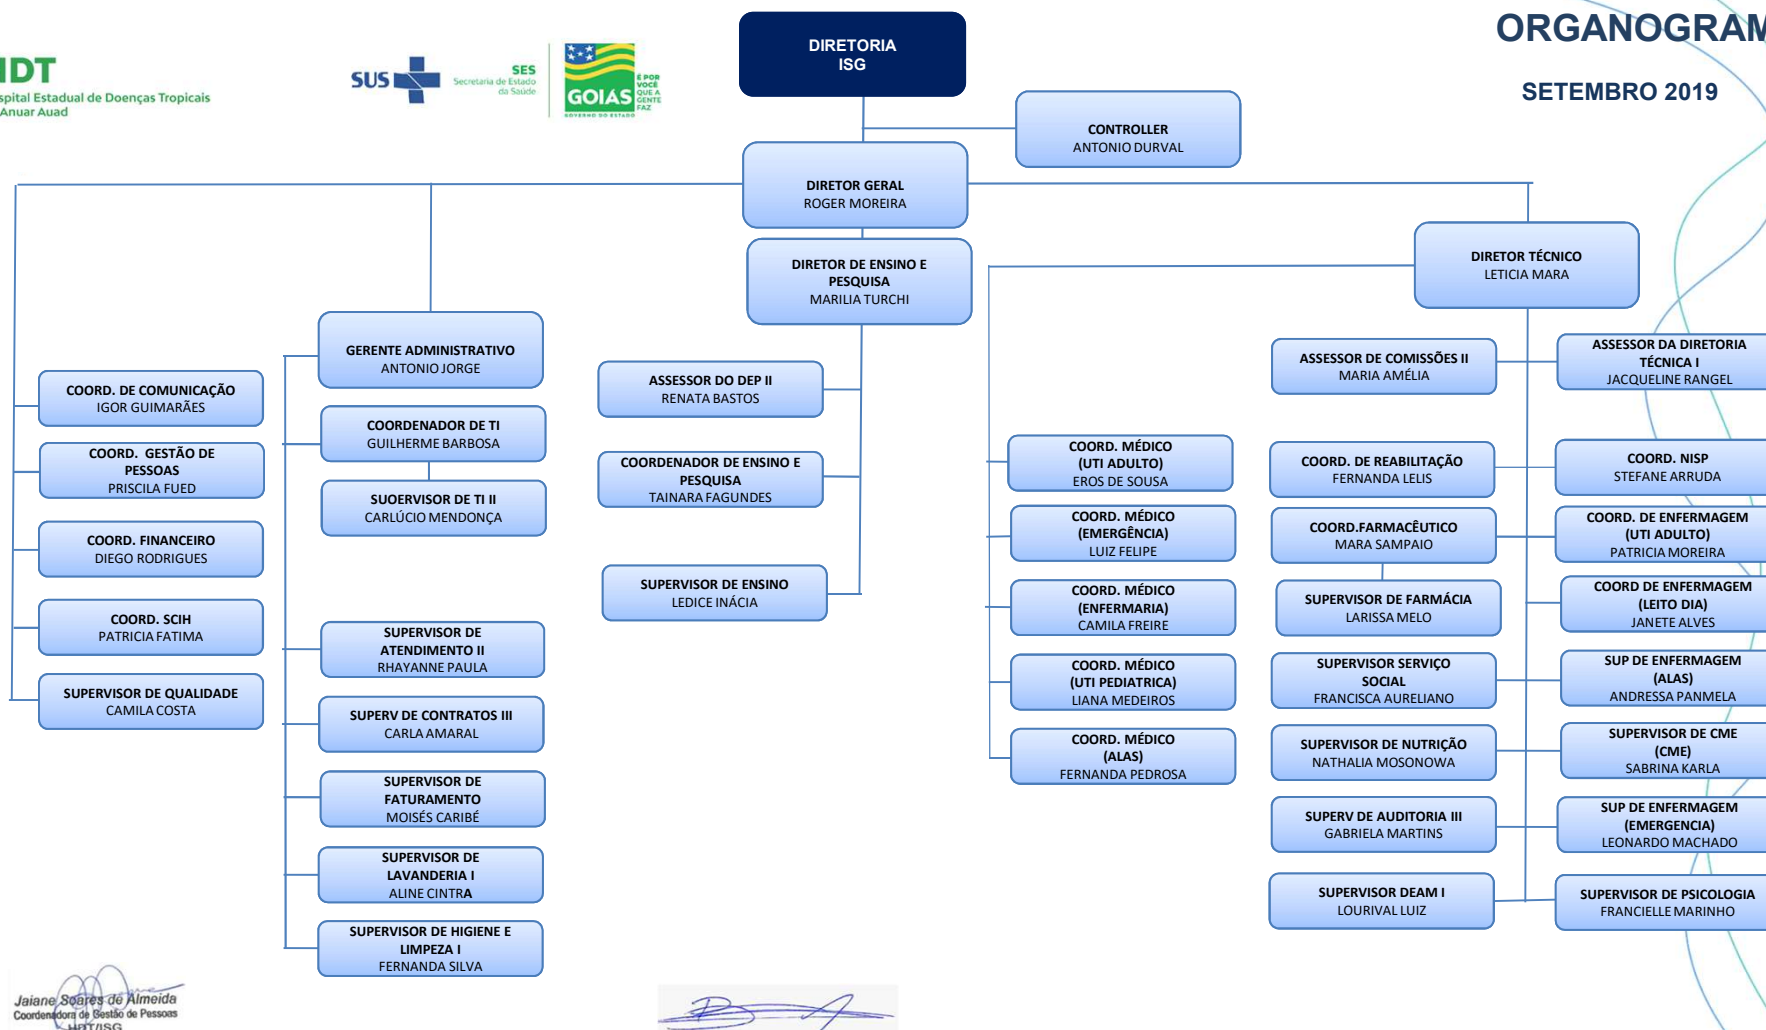 DIRETORIA
ISG
ORGANOGRAM
SETEMBRO 2019
IDT
spital Estadual de Doenças Tropicais
Anuar Auad
SUS
SES
Secretaria de Estado
da Saúde
GOIÁS
GOVERNO DO ESTADO
É POR
VOCÊ
QUE A
GENTE
FAZ
CONTROLLER
ANTONIO DURVAL
DIRETOR GERAL
ROGER MOREIRA
DIRETOR DE ENSINO E
PESQUISA
MARILIA TURCHI
DIRETOR TÉCNICO
LETICIA MARA
COORD. DE COMUNICAÇÃO
IGOR GUIMARÃES
COORD. GESTÃO DE
PESSOAS
PRISCILA FUED
COORD. FINANCEIRO
DIEGO RODRIGUES
COORD. SCIH
PATRICIA FATIMA
SUPERVISOR DE QUALIDADE
CAMILA COSTA
GERENTE ADMINISTRATIVO
ANTONIO JORGE
COORDENADOR DE TI
GUILHERME BARBOSA
SUOERVISOR DE TI II
CARLÚCIO MENDONÇA
SUPERVISOR DE
ATENDIMENTO II
RHAYANNE PAULA
SUPERV DE CONTRATOS III
CARLA AMARAL
SUPERVISOR DE
FATURAMENTO
MOISÉS CARIBÉ
SUPERVISOR DE
LAVANDERIA I
ALINE CINTRA
SUPERVISOR DE HIGIENE E
LIMPEZA I
FERNANDA SILVA
ASSESSOR DO DEP II
RENATA BASTOS
COORDENADOR DE ENSINO E
PESQUISA
TAINARA FAGUNDES
SUPERVISOR DE ENSINO
LEDICE INÁCIA
COORD. MÉDICO
(UTI ADULTO)
EROS DE SOUSA
COORD. MÉDICO
(EMERGÊNCIA)
LUIZ FELIPE
COORD. MÉDICO
(ENFERMARIA)
CAMILA FREIRE
COORD. MÉDICO
(UTI PEDIATRICA)
LIANA MEDEIROS
COORD. MÉDICO
(ALAS)
FERNANDA PEDROSA
ASSESSOR DE COMISSÕES II
MARIA AMÉLIA
COORD. DE REABILITAÇÃO
FERNANDA LELIS
COORD.FARMACÊUTICO
MARA SAMPAIO
SUPERVISOR DE FARMÁCIA
LARISSA MELO
SUPERVISOR SERVIÇO
SOCIAL
FRANCISCA AURELIANO
SUPERVISOR DE NUTRIÇÃO
NATHALIA MOSONOWA
SUPERV DE AUDITORIA III
GABRIELA MARTINS
SUPERVISOR DEAM I
LOURIVAL LUIZ
ASSESSOR DA DIRETORIA
TÉCNICA I
JACQUELINE RANGEL
COORD. NISP
STEFANE ARRUDA
COORD. DE ENFERMAGEM
(UTI ADULTO)
PATRICIA MOREIRA
COORD DE ENFERMAGEM
(LEITO DIA)
JANETE ALVES
SUP DE ENFERMAGEM
(ALAS)
ANDRESSA PANMELA
SUPERVISOR DE CME
(CME)
SABRINA KARLA
SUP DE ENFERMAGEM
(EMERGENCIA)
LEONARDO MACHADO
SUPERVISOR DE PSICOLOGIA
FRANCIELLE MARINHO
Jaiane Soares de Almeida
Coordenadora de Gestão de Pessoas
HDT/ISG